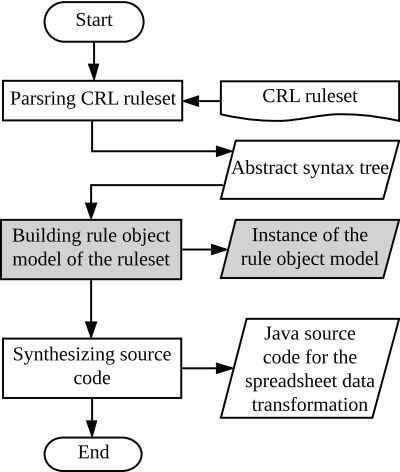 Start
Parsring CRL ruleset
CRL ruleset
Abstract syntax tree
Building rule object
model of the ruleset
Instance of the
rule object model
Synthesizing source
code
Java source
code for the
spreadsheet data
transformation
End